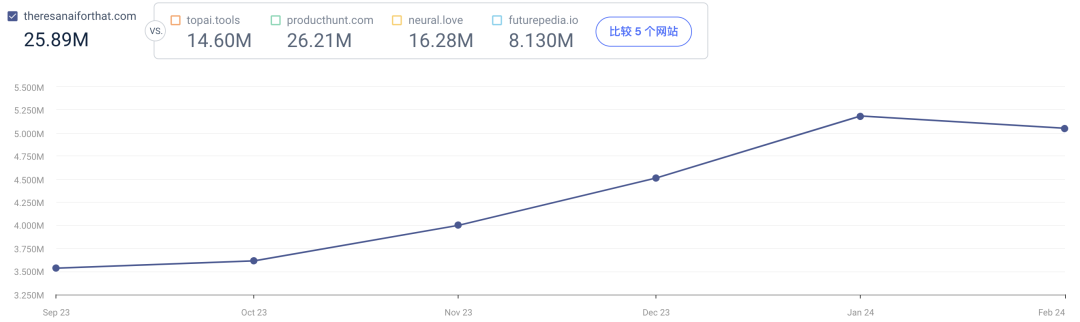 theresanaiforthat.com
25.89M
VS.
topai.tools
14.60M
producthunt.com
26.21M
neural.love
16.28M
futurepedia.io
8.130M
比较 5 个网站
5.500M
5.250M
5.000M
4.750M
4.500M
4.250M
4.000M
3.750M
3.500M
3.250M
Sep 23 Oct 23 Nov 23 Dec 23 Jan 24 Feb 24